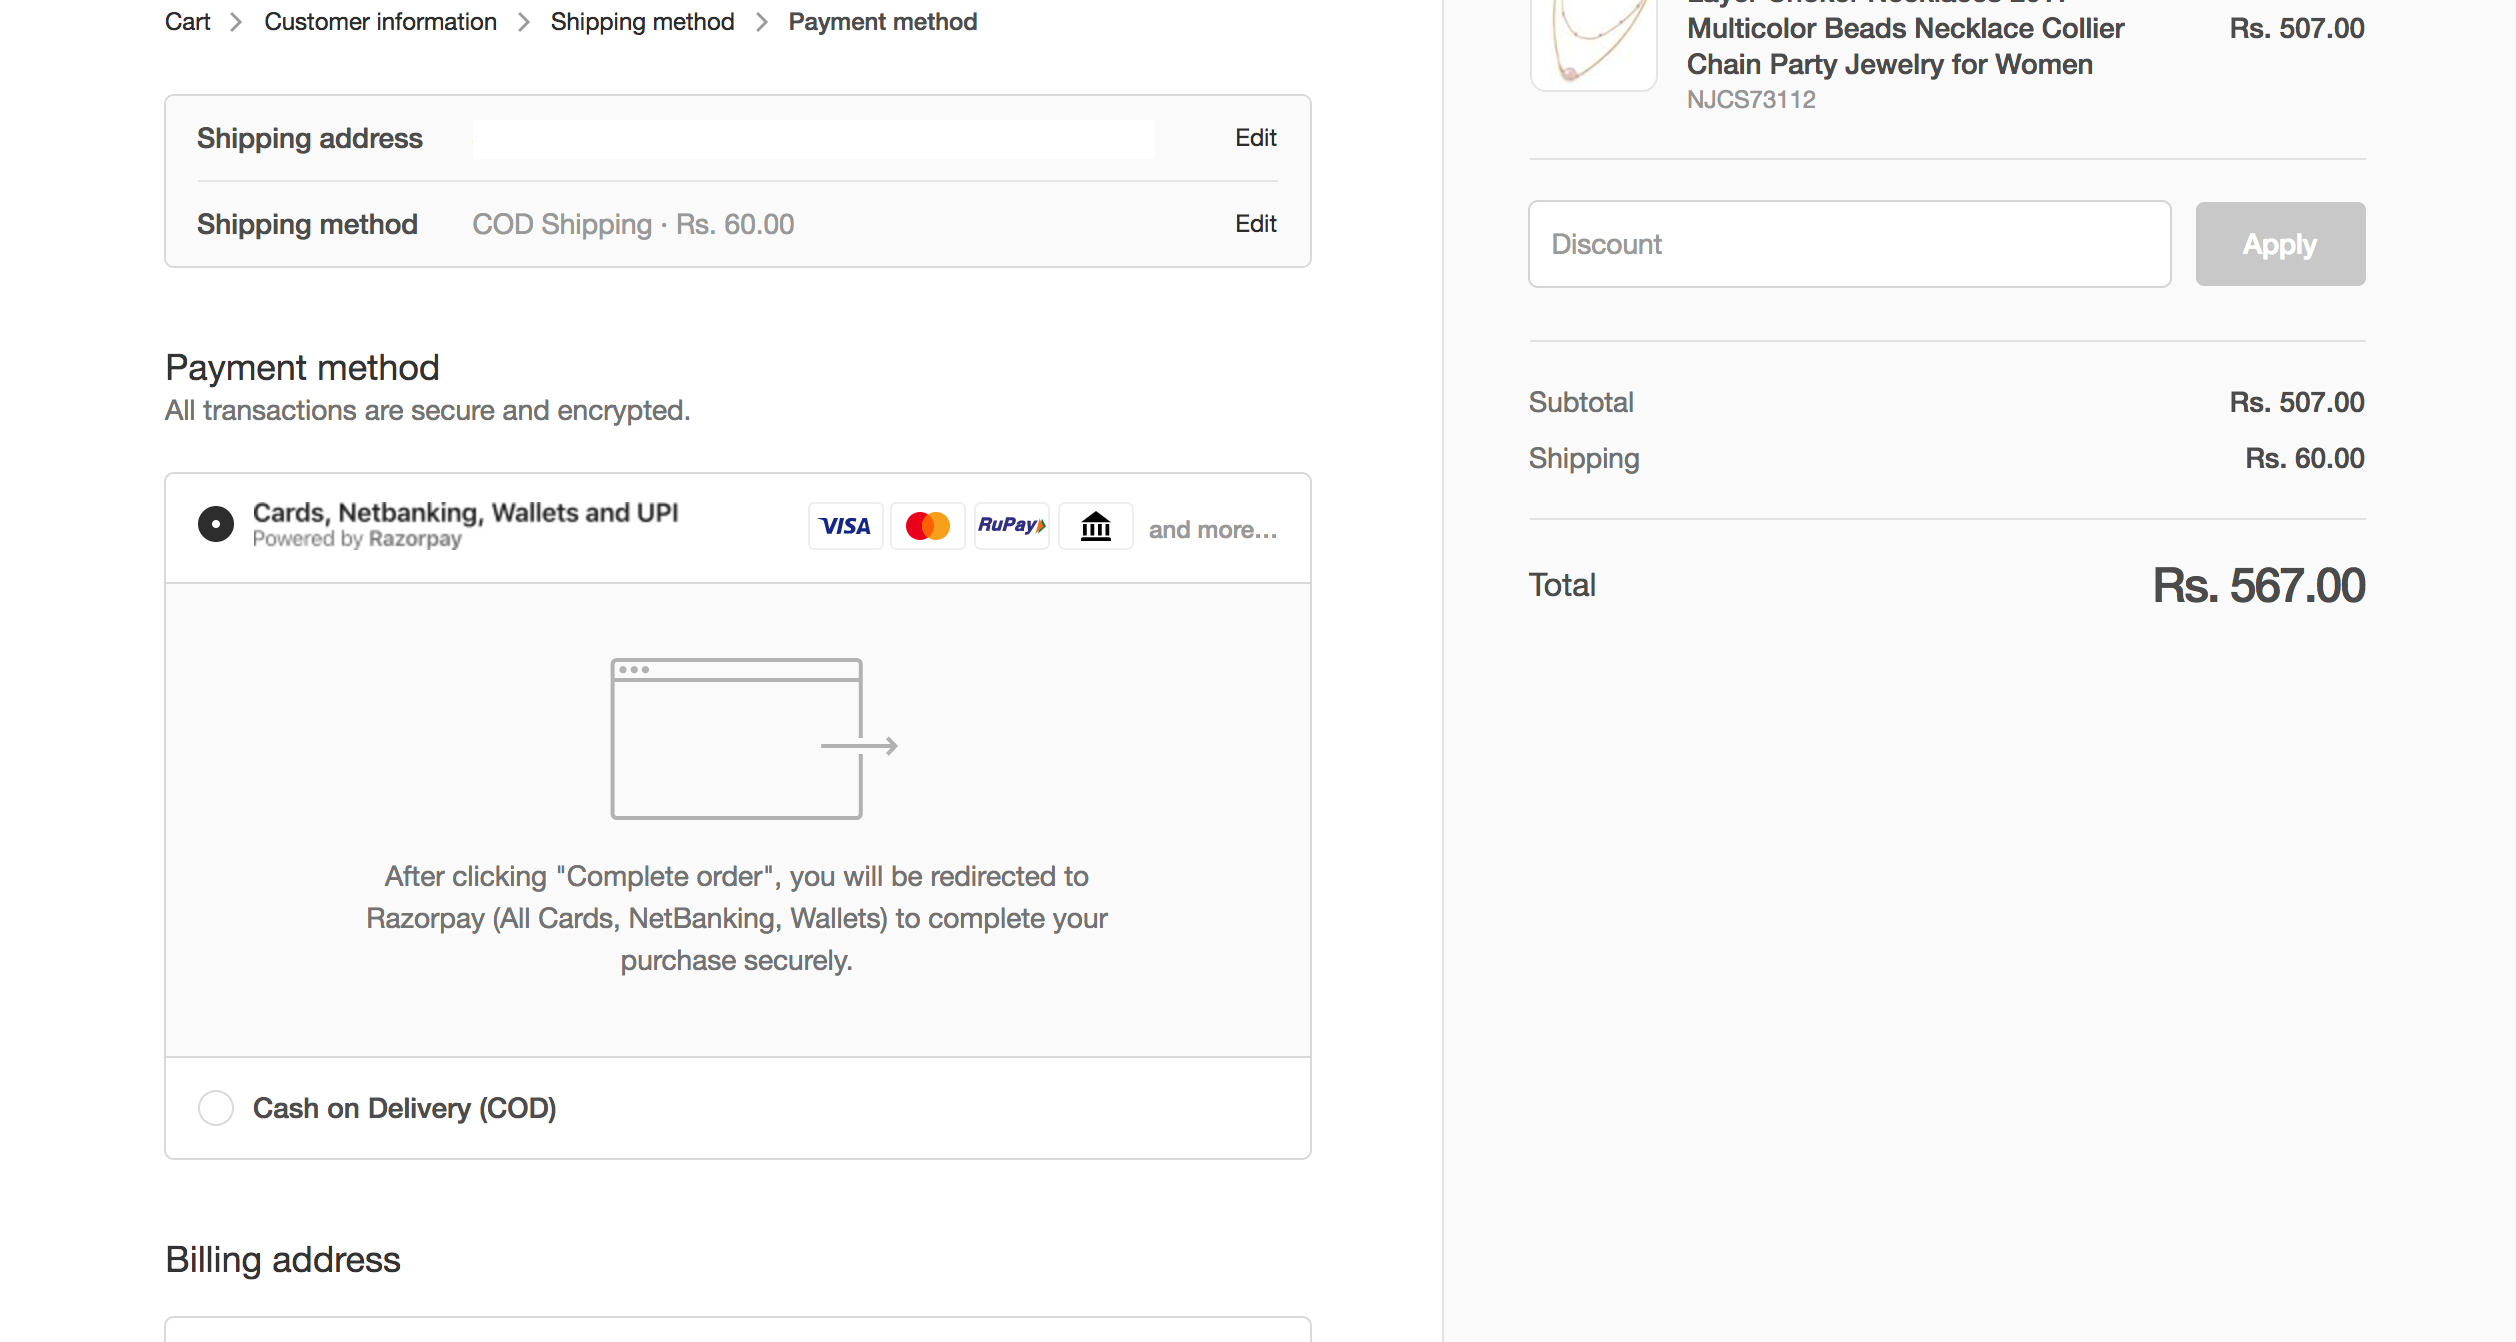 Cart > Customer information > Shipping method > Payment method
Shipping address Edit
Shipping method COD Shipping · Rs. 60.00 Edit
Payment method
All transactions are secure and encrypted.
Cards, Netbanking, Wallets and UPI
Powered by Razorpay
VISA RuPay and more...
After clicking "Complete order", you will be redirected to
Razorpay (All Cards, NetBanking, Wallets) to complete your
purchase securely.
Cash on Delivery (COD)
Billing address
Layer Choker Necklaces 2017
Multicolor Beads Necklace Collier Rs. 507.00
Chain Party Jewelry for Women
NJCS73112
Discount Apply
Subtotal Rs. 507.00
Shipping Rs. 60.00
Total Rs. 567.00